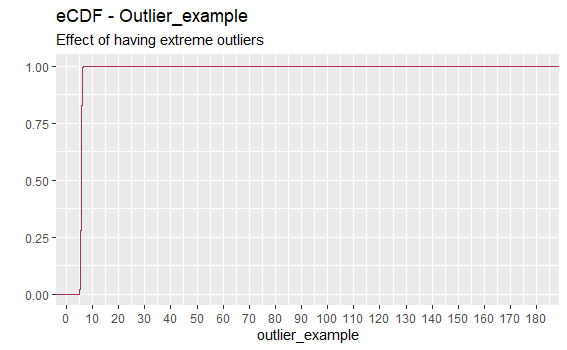 eCDF - Outlier_example
Effect of having extreme outliers
1.00
0.75
0.50
0.25
0.00
0 10 20 30 40 50 60 70 80 90 100 110 120 130 140 150 160 170 180
outlier_example